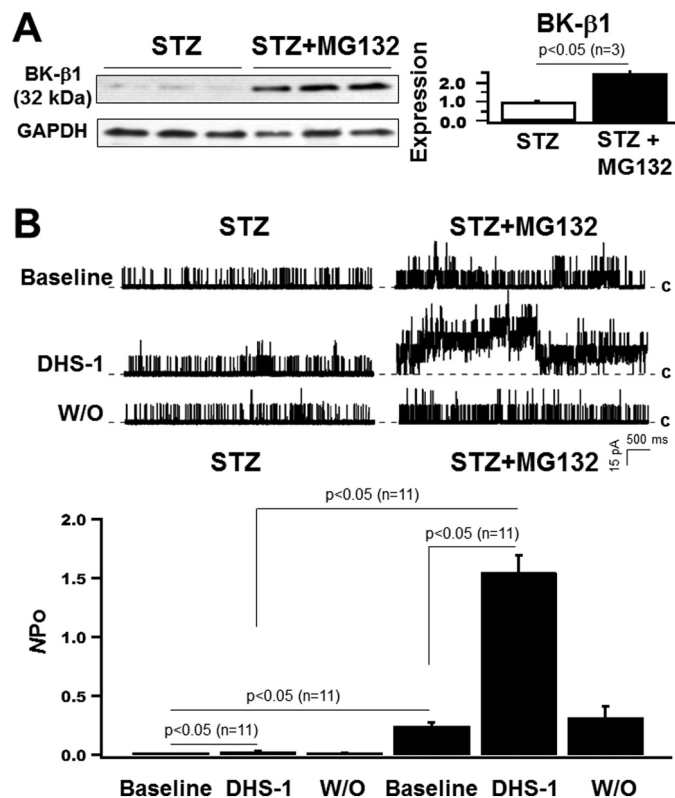 A
STZ STZ+MG132
BK-β1
(32 kDa)
GAPDH
BK-β1
p<0.05 (n=3)
Expression
2.0
1.0
0.0
STZ STZ +
MG132
B
STZ STZ+MG132
Baseline c
DHS-1 c
W/O c
500 ms
15 pA
STZ STZ+MG132
p<0.05 (n=11)
p<0.05 (n=11)
p<0.05 (n=11)
p<0.05 (n=11)
NPo
2.0
1.5
1.0
0.5
0.0
Baseline DHS-1 W/O Baseline DHS-1 W/O